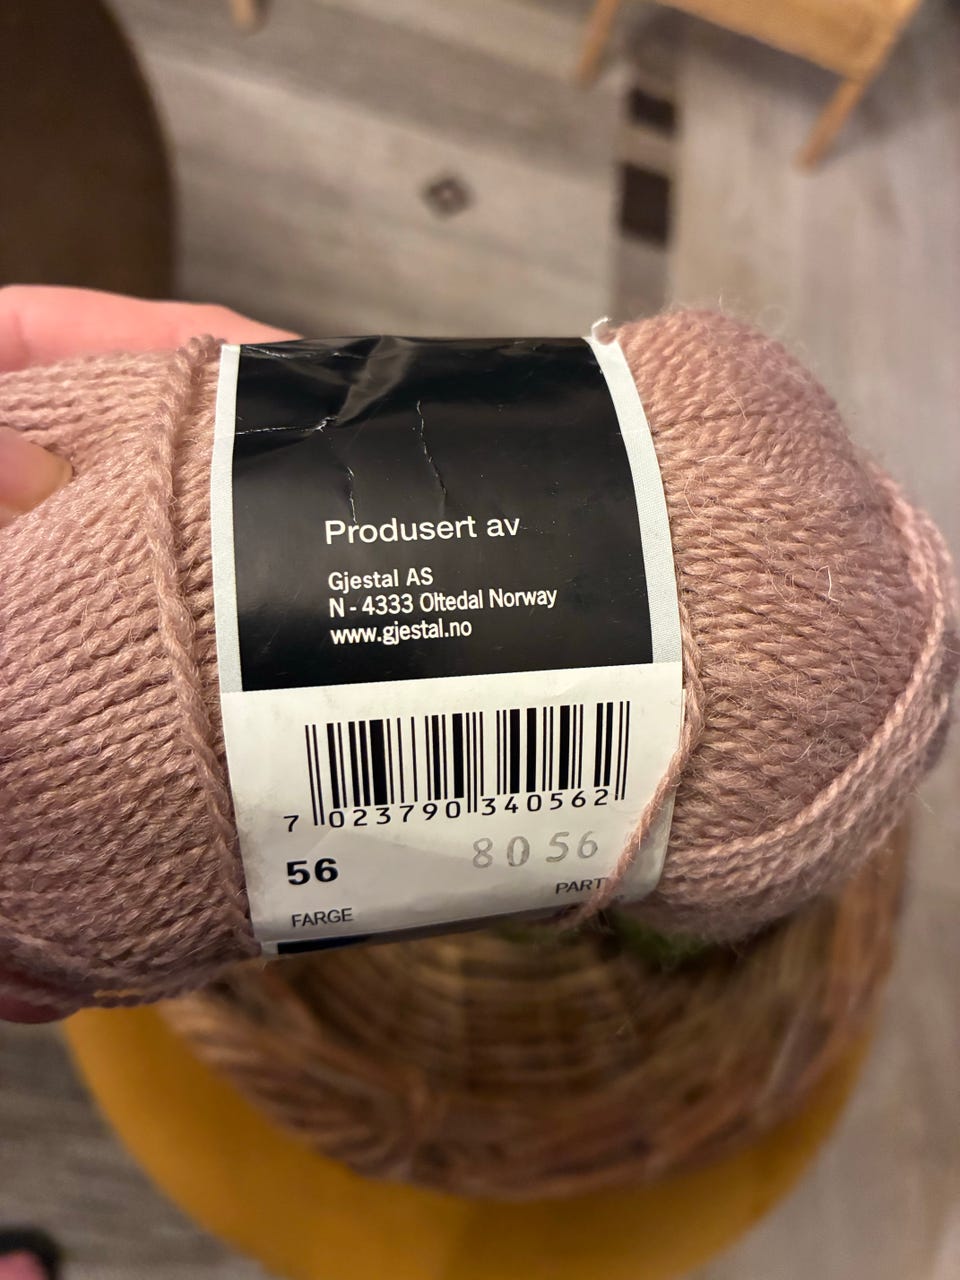 Produsert av
Gjestal AS
N - 4333 Oltedal Norway
www.gjestal.no
7 023790 340562
56 8056
FARGE